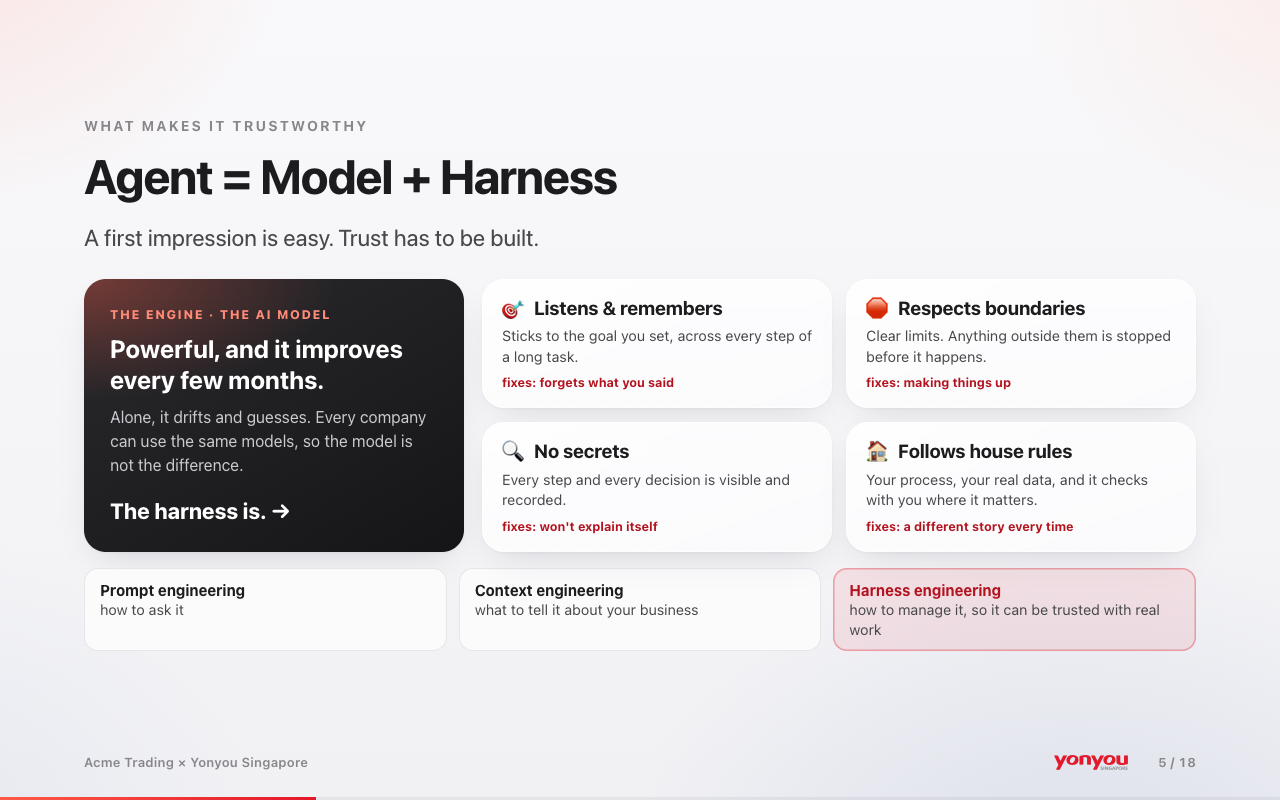 WHAT MAKES IT TRUSTWORTHY
Agent = Model + Harness
A first impression is easy. Trust has to be built.
THE ENGINE · THE AI MODEL
Powerful, and it improves
every few months.
Alone, it drifts and guesses. Every company
can use the same models, so the model is
not the difference.
The harness is. →
Listens & remembers
Sticks to the goal you set, across every step of
a long task.
fixes: forgets what you said
Respects boundaries
Clear limits. Anything outside them is stopped
before it happens.
fixes: making things up
No secrets
Every step and every decision is visible and
recorded.
fixes: won't explain itself
Follows house rules
Your process, your real data, and it checks
with you where it matters.
fixes: a different story every time
Prompt engineering
how to ask it
Context engineering
what to tell it about your business
Harness engineering
how to manage it, so it can be trusted with real
work
Acme Trading × Yonyou Singapore
yonyou
SINGAPORE
5 / 18